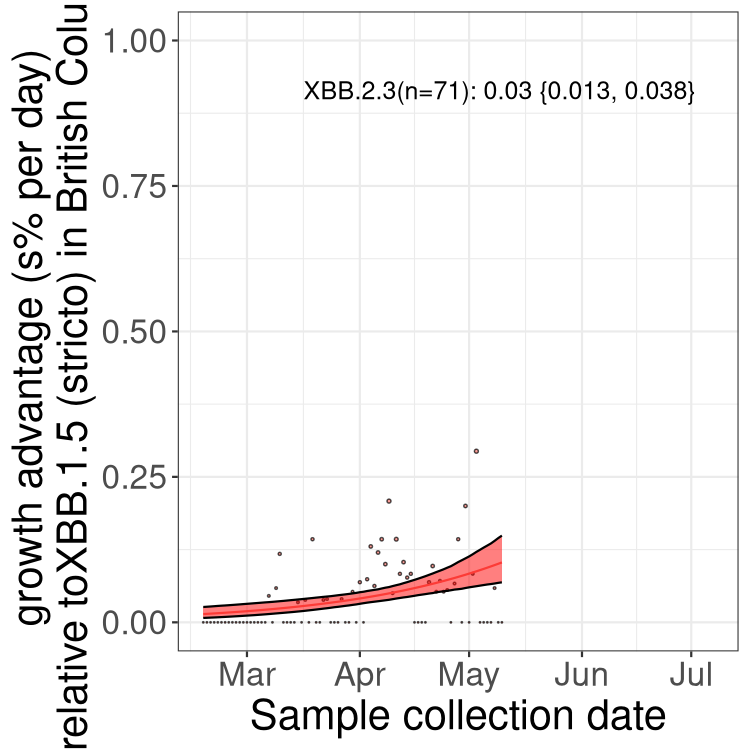 growth advantage (s% per day)
relative toXBB.1.5 (stricto) in British Colu
1.00
0.75
0.50
0.25
0.00
XBB.2.3(n=71): 0.03 {0.013, 0.038}
Mar Apr May Jun Jul
Sample collection date